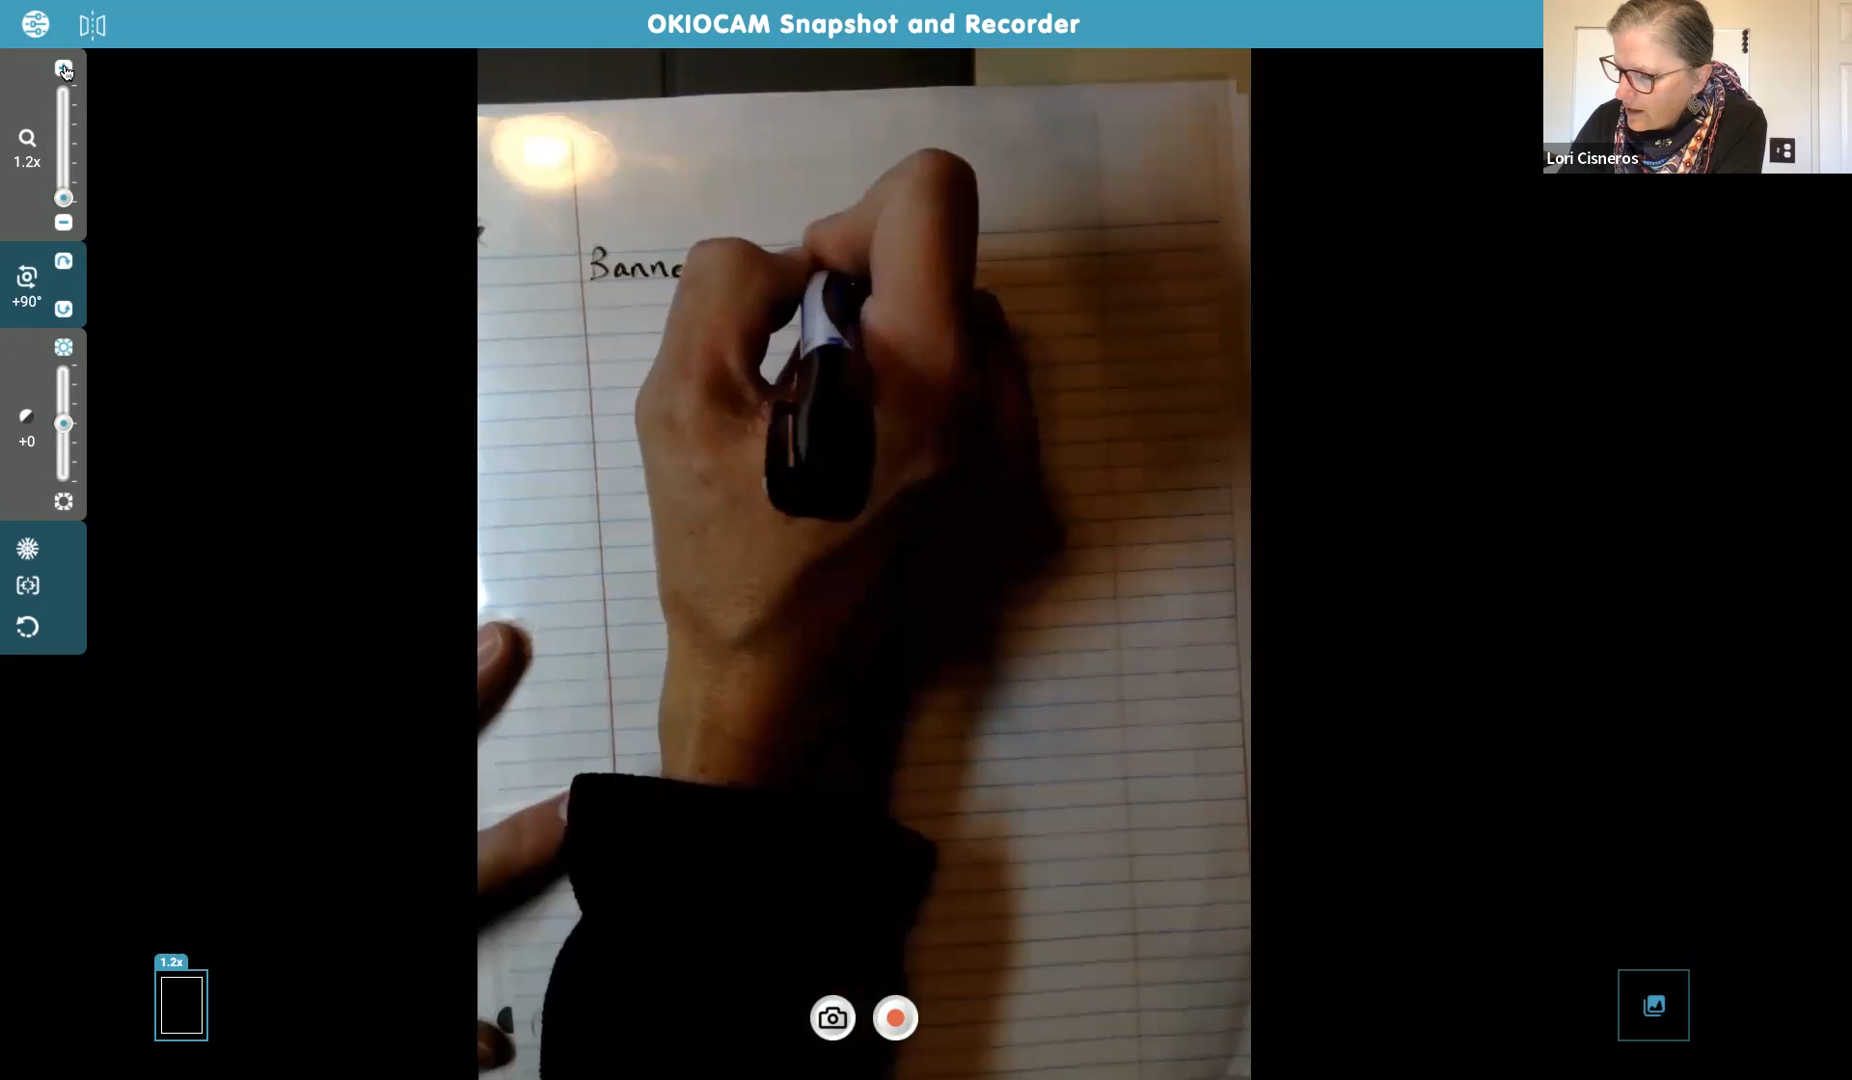 OKIOCAM Snapshot and Recorder
Lori Cisneros
1.2x
Banne
+90°
+0
1.2x